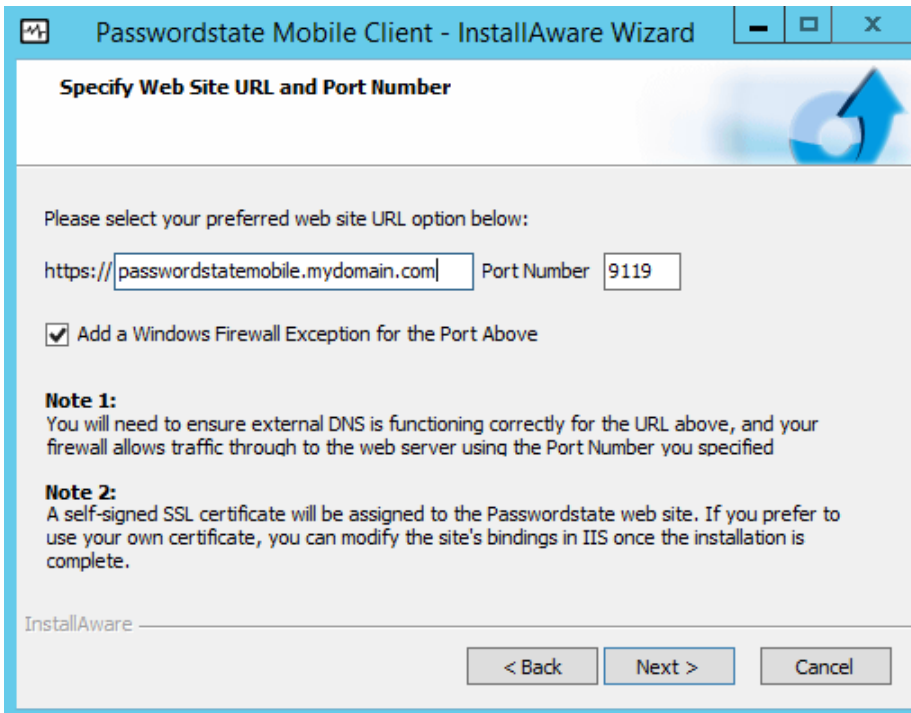 Passwordstate Mobile Client - InstallAware Wizard
Specify Web Site URL and Port Number
Please select your preferred web site URL option below:
https:// passwordstatemobile.mydomain.com Port Number 9119
Add a Windows Firewall Exception for the Port Above
Note 1:
You will need to ensure external DNS is functioning correctly for the URL above, and your
firewall allows traffic through to the web server using the Port Number you specified
Note 2:
A self-signed SSL certificate will be assigned to the Passwordstate web site. If you prefer to
use your own certificate, you can modify the site's bindings in IIS once the installation is
complete.
InstallAware
< Back Next > Cancel